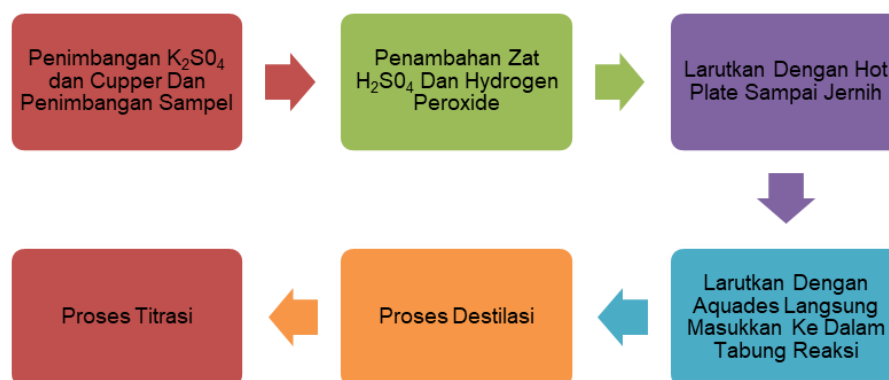 Penimbangan K₂S0₄
dan Cupper Dan
Penimbangan Sampel
Penambahan Zat
H₂S0₄ Dan Hydrogen
Peroxide
Larutkan Dengan Hot
Plate Sampai Jernih
Larutkan Dengan
Aquades Langsung
Masukkan Ke Dalam
Tabung Reaksi
Proses Destilasi
Proses Titrasi